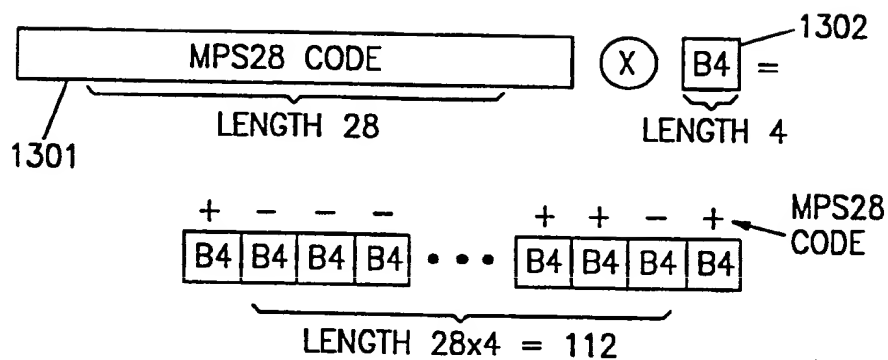 1302
MPS28 CODE X B4 =
LENGTH 28 LENGTH 4
1301
+ - - - + + - + MPS28
CODE
B4 B4 B4 B4 ••• B4 B4 B4 B4
LENGTH 28x4 = 112